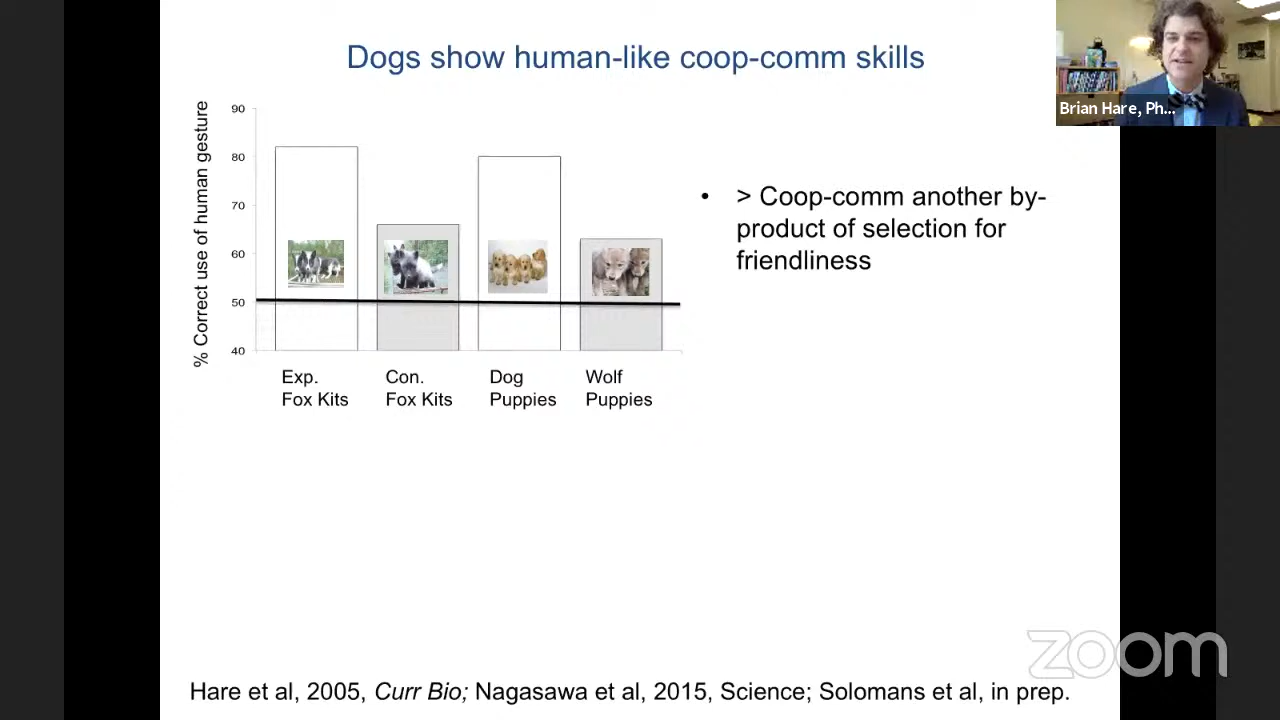 Dogs show human-like coop-comm skills
Brian Hare, Ph...
% Correct use of human gesture
90
80
70
60
50
40
Exp.
Fox Kits
Con.
Fox Kits
Dog
Puppies
Wolf
Puppies
• > Coop-comm another by-
product of selection for
friendliness
zoom
Hare et al, 2005, Curr Bio; Nagasawa et al, 2015, Science; Solomans et al, in prep.